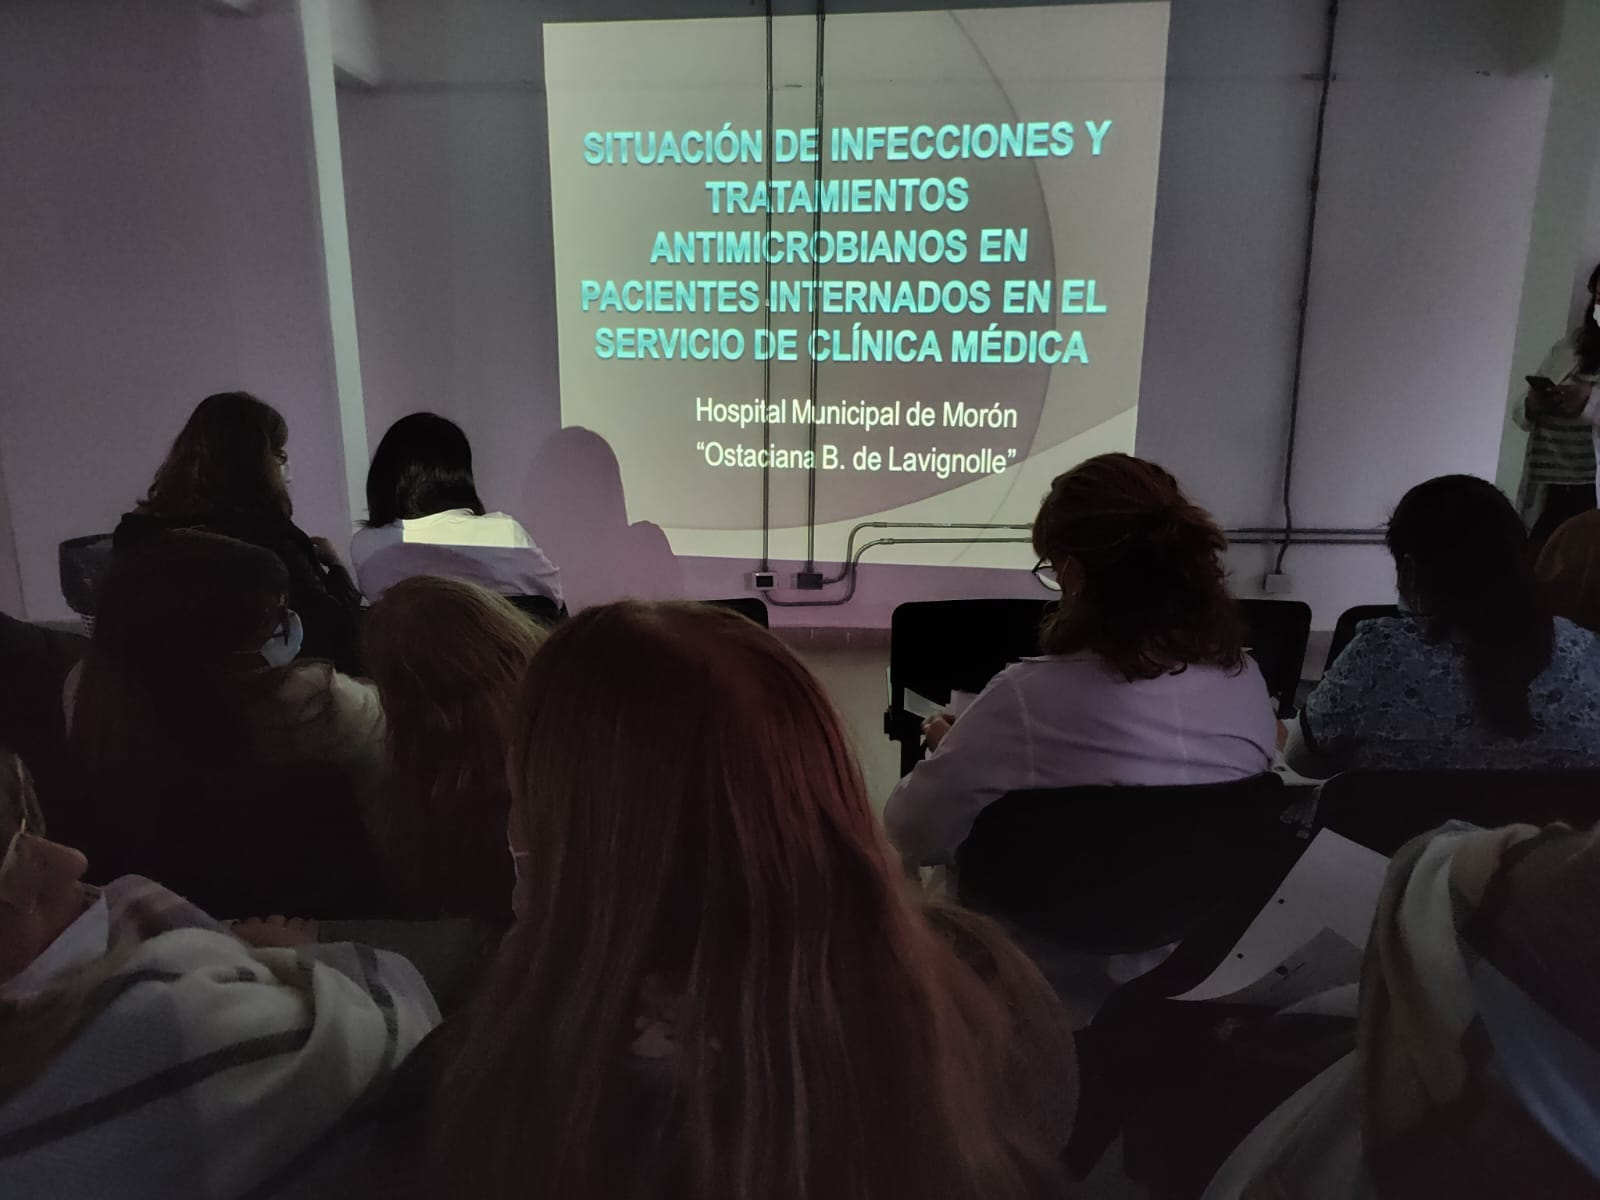 SITUACIÓN DE INFECCIONES Y
TRATAMIENTOS
ANTIMICROBIANOS EN
PACIENTES INTERNADOS EN EL
SERVICIO DE CLÍNICA MÉDICA
Hospital Municipal de Morón
“Ostaciana B. de Lavignolle”